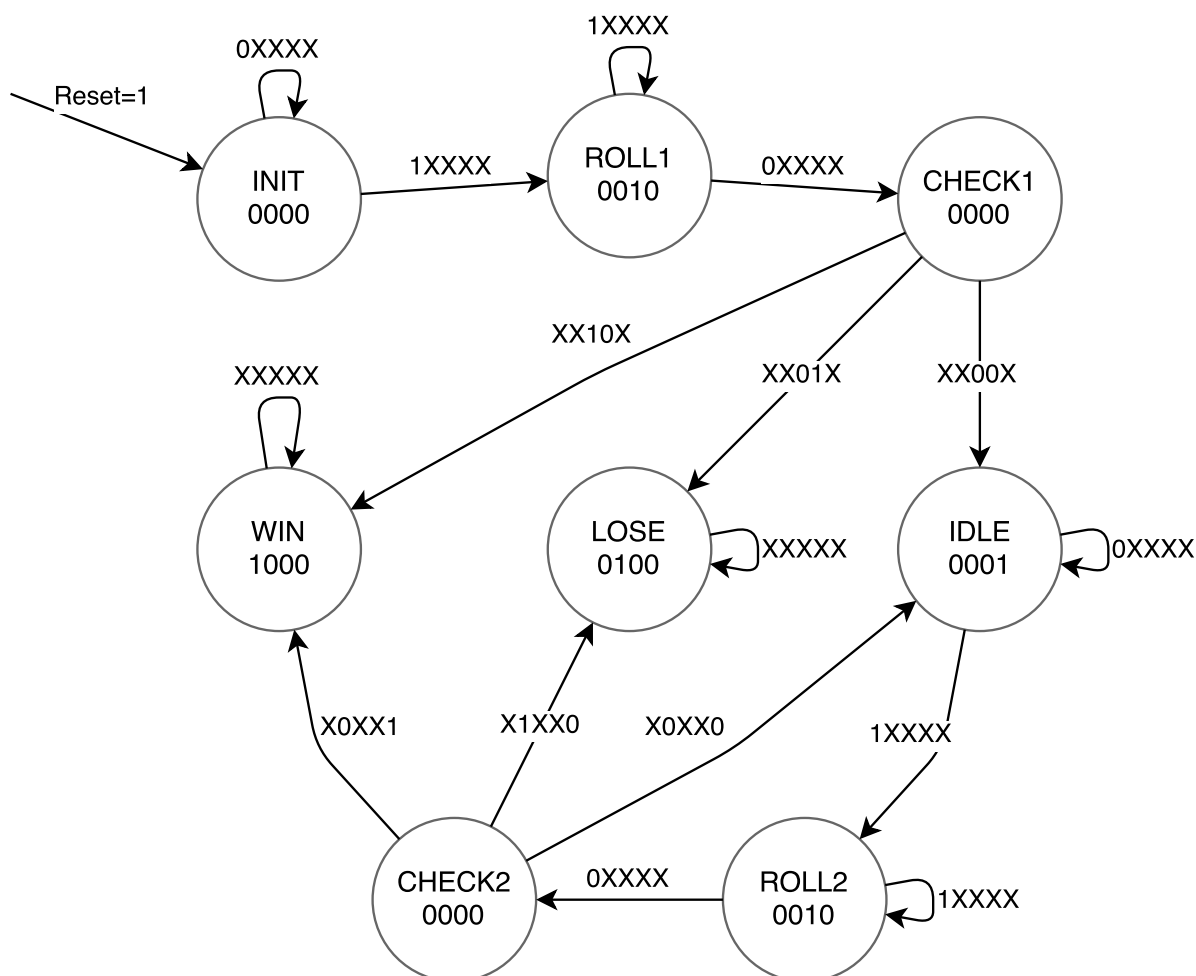 1XXXX
0XXXX
Reset=1
INIT
0000
1XXXX
ROLL1
0010
0XXXX
CHECK1
0000
XX10X
XX01X
XX00X
XXXXX
WIN
1000
LOSE
0100
XXXXX
IDLE
0001
0XXXX
X0XX1
X1XX0
X0XX0
1XXXX
CHECK2
0000
0XXXX
ROLL2
0010
1XXXX